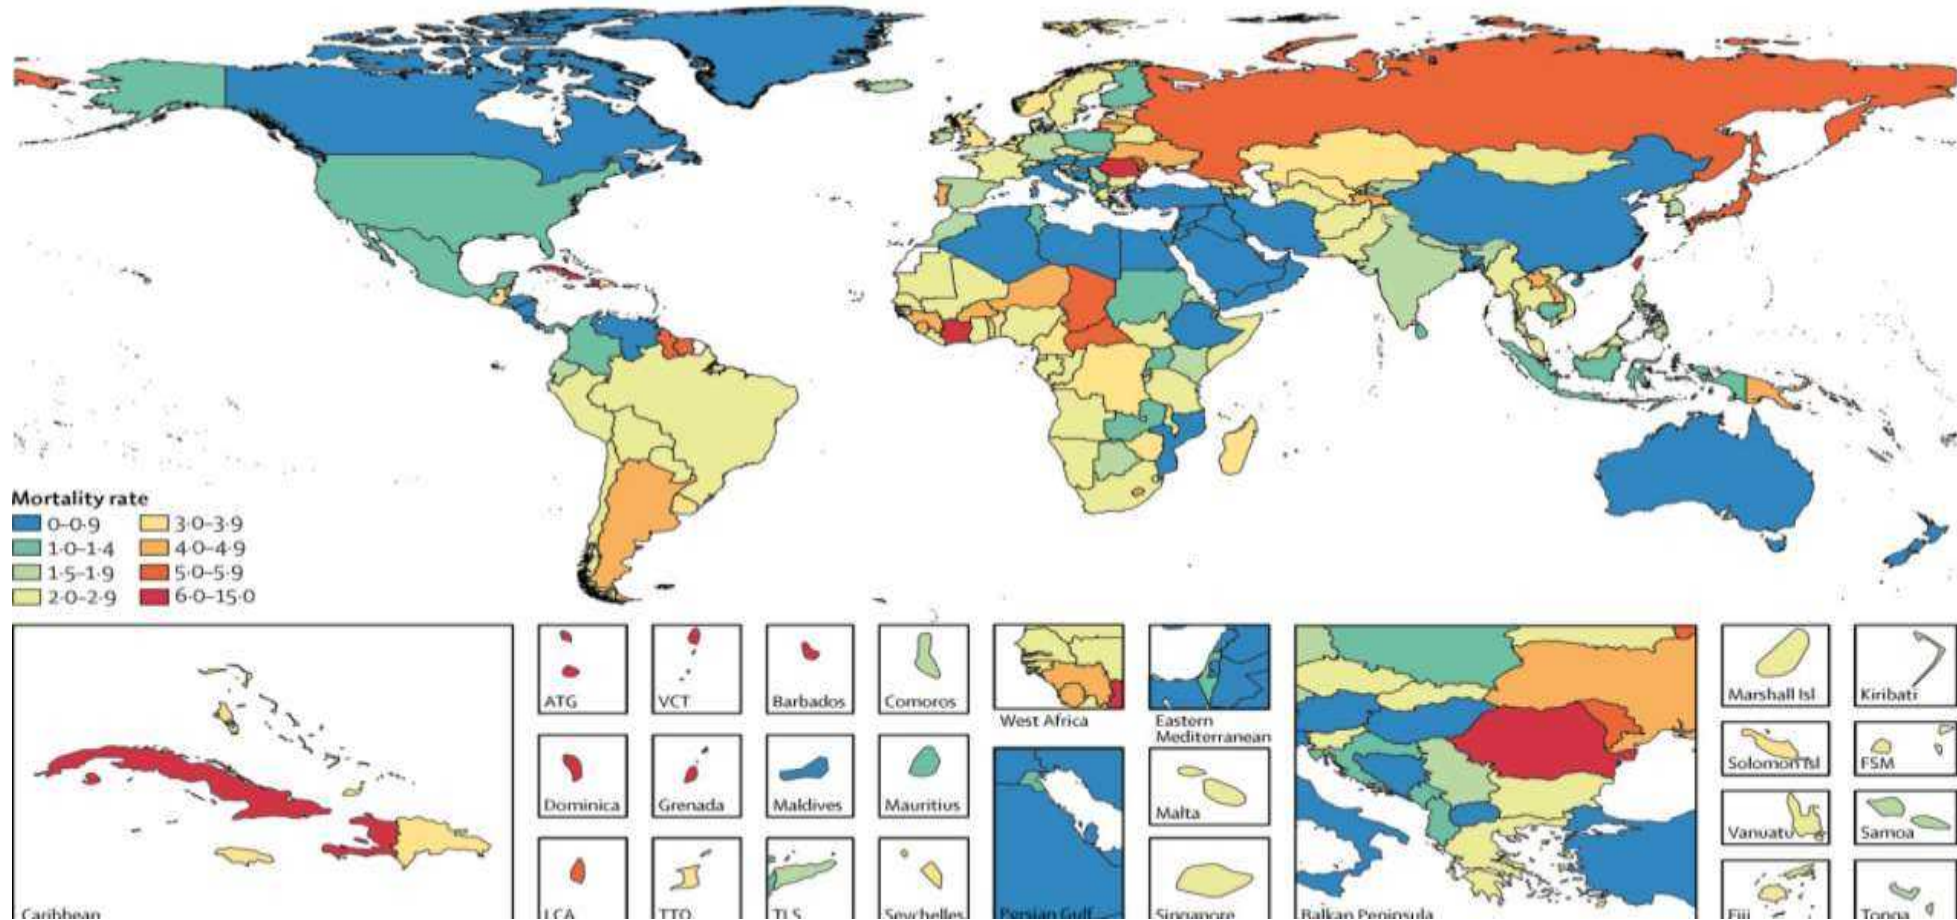 Mortality rate
0–0·9
1·0–1·4
1·5–1·9
2·0–2·9
3·0–3·9
4·0–4·9
5·0–5·9
6·0–15·0
Caribbean
ATG
VCT
Barbados
Comoros
Dominica
Grenada
Maldives
Mauritius
LCA
TTO
TLS
Seychelles
West Africa
Eastern
Mediterranean
Persian Gulf
Malta
Singapore
Balkan Peninsula
Marshall Isl
Kiribati
Solomon Isl
FSM
Vanuatu
Samoa
Fiji
Tonga